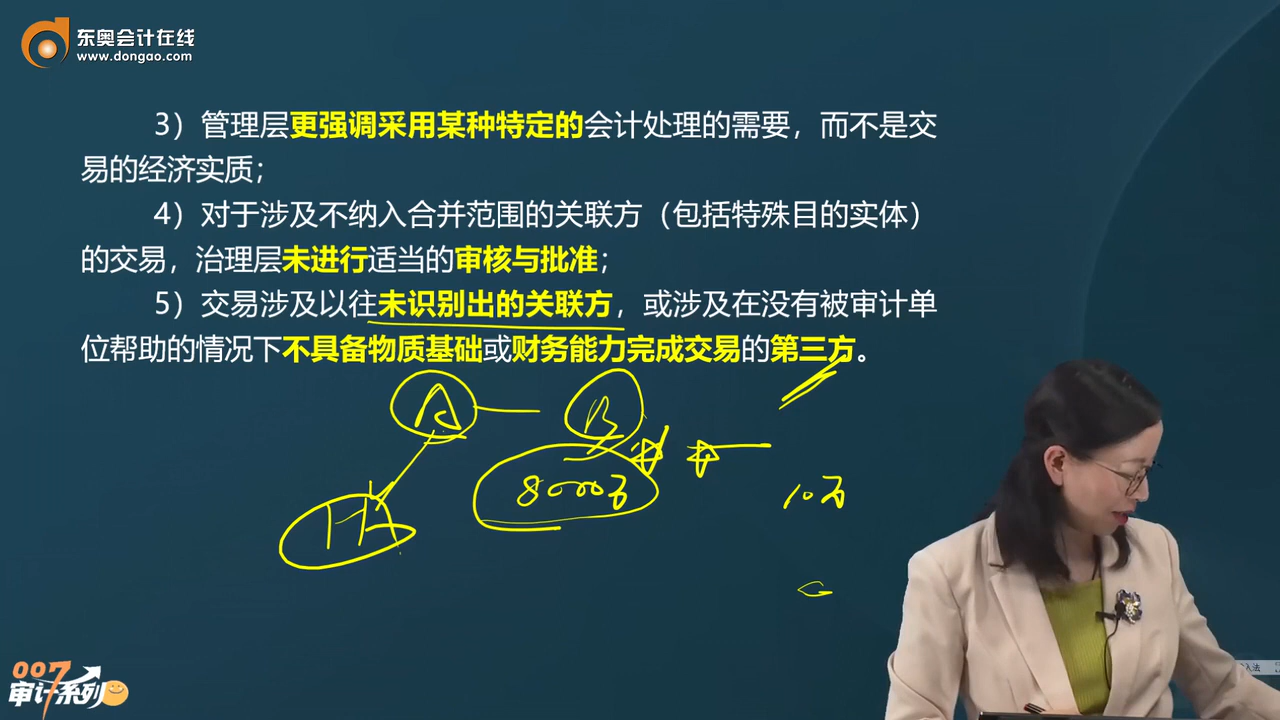 东奥会计在线
www.dongao.com
3）管理层更强调采用某种特定的会计处理的需要，而不是交
易的经济实质；
4）对于涉及不纳入合并范围的关联方（包括特殊目的实体）
的交易，治理层未进行适当的审核与批准；
5）交易涉及以往未识别出的关联方，或涉及在没有被审计单
位帮助的情况下不具备物质基础或财务能力完成交易的第三方。
A
B
8000万
10万
007
审计系列
入法